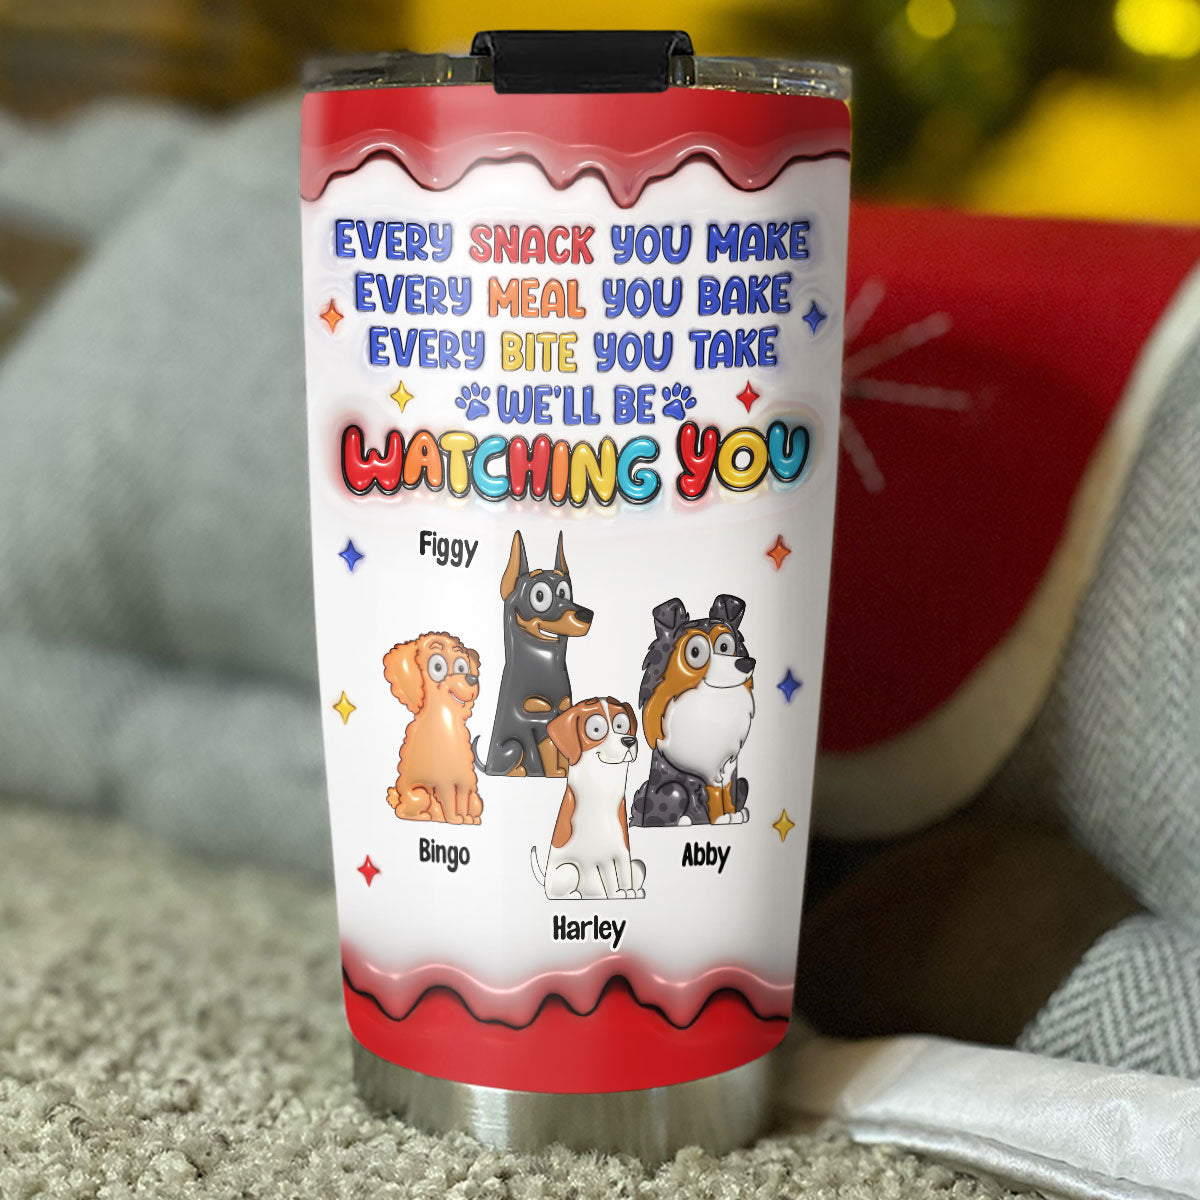 EVERY SNACK YOU MAKE
EVERY MEAL YOU BAKE
EVERY BITE YOU TAKE
WE'LL BE
WATCHING YOU
Figgy
Bingo
Abby
Harley